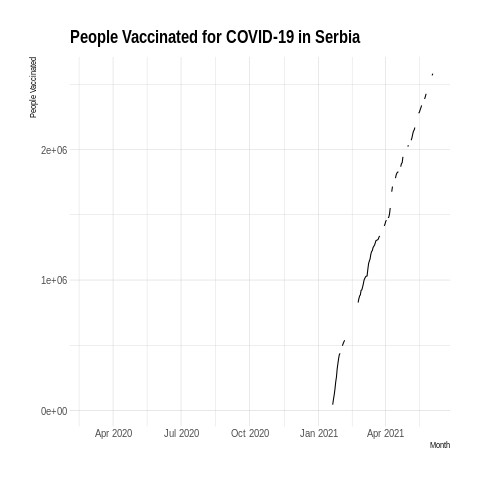 People Vaccinated for COVID-19 in Serbia
People Vaccinated
2e+06
1e+06
0e+00
Apr 2020 Jul 2020 Oct 2020 Jan 2021 Apr 2021
Month